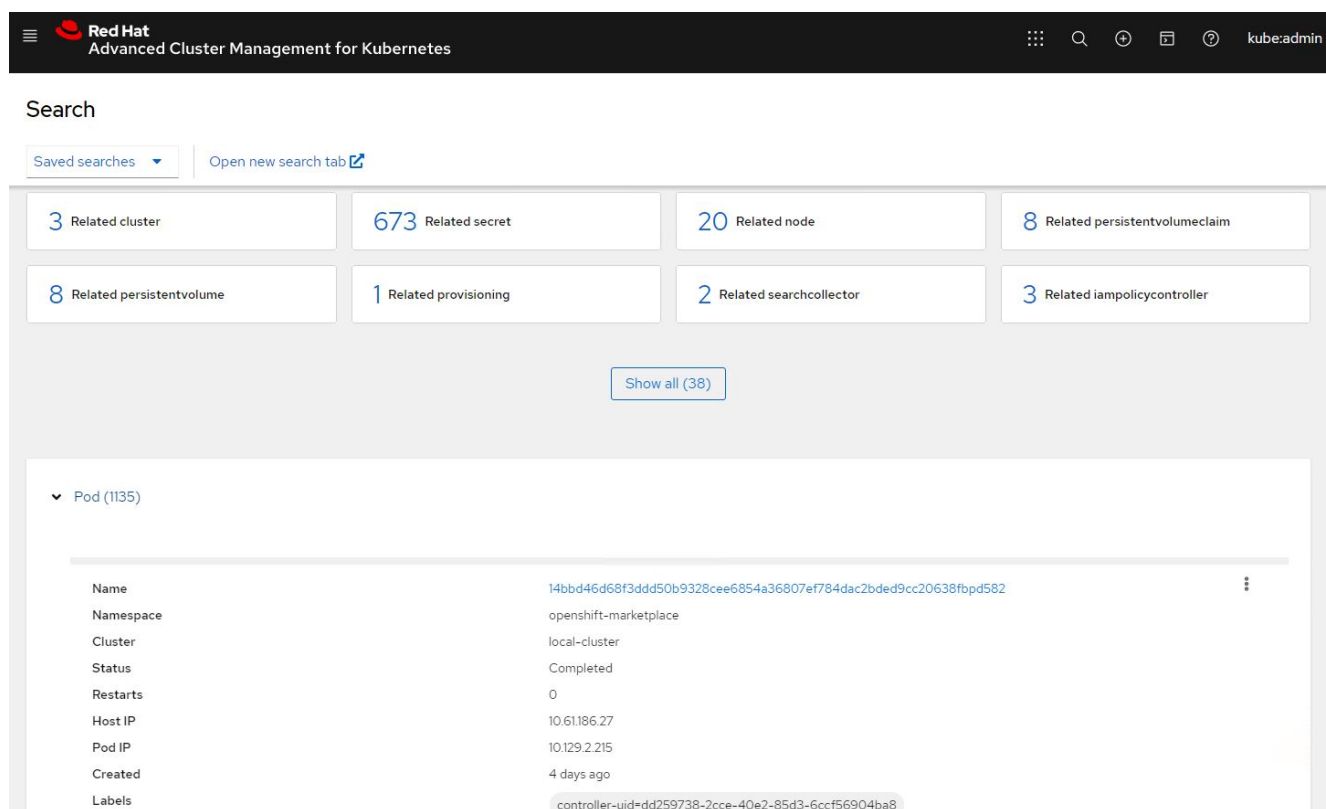 Red Hat
Advanced Cluster Management for Kubernetes
kube:admin
Search
Saved searches
Open new search tab
3 Related cluster
673 Related secret
20 Related node
8 Related persistentvolumeclaim
8 Related persistentvolume
1 Related provisioning
2 Related searchcollector
3 Related iampolicycontroller
Show all (38)
Pod (1135)
Name 14bbd46d68f3ddd50b9328cee6854a36807ef784dac2bded9cc20638fbpd582
Namespace openshift-marketplace
Cluster local-cluster
Status Completed
Restarts 0
Host IP 10.61.186.27
Pod IP 10.129.2.215
Created 4 days ago
Labels controller-uid=dd259738-2cce-40e2-85d3-6ccf56904ba8